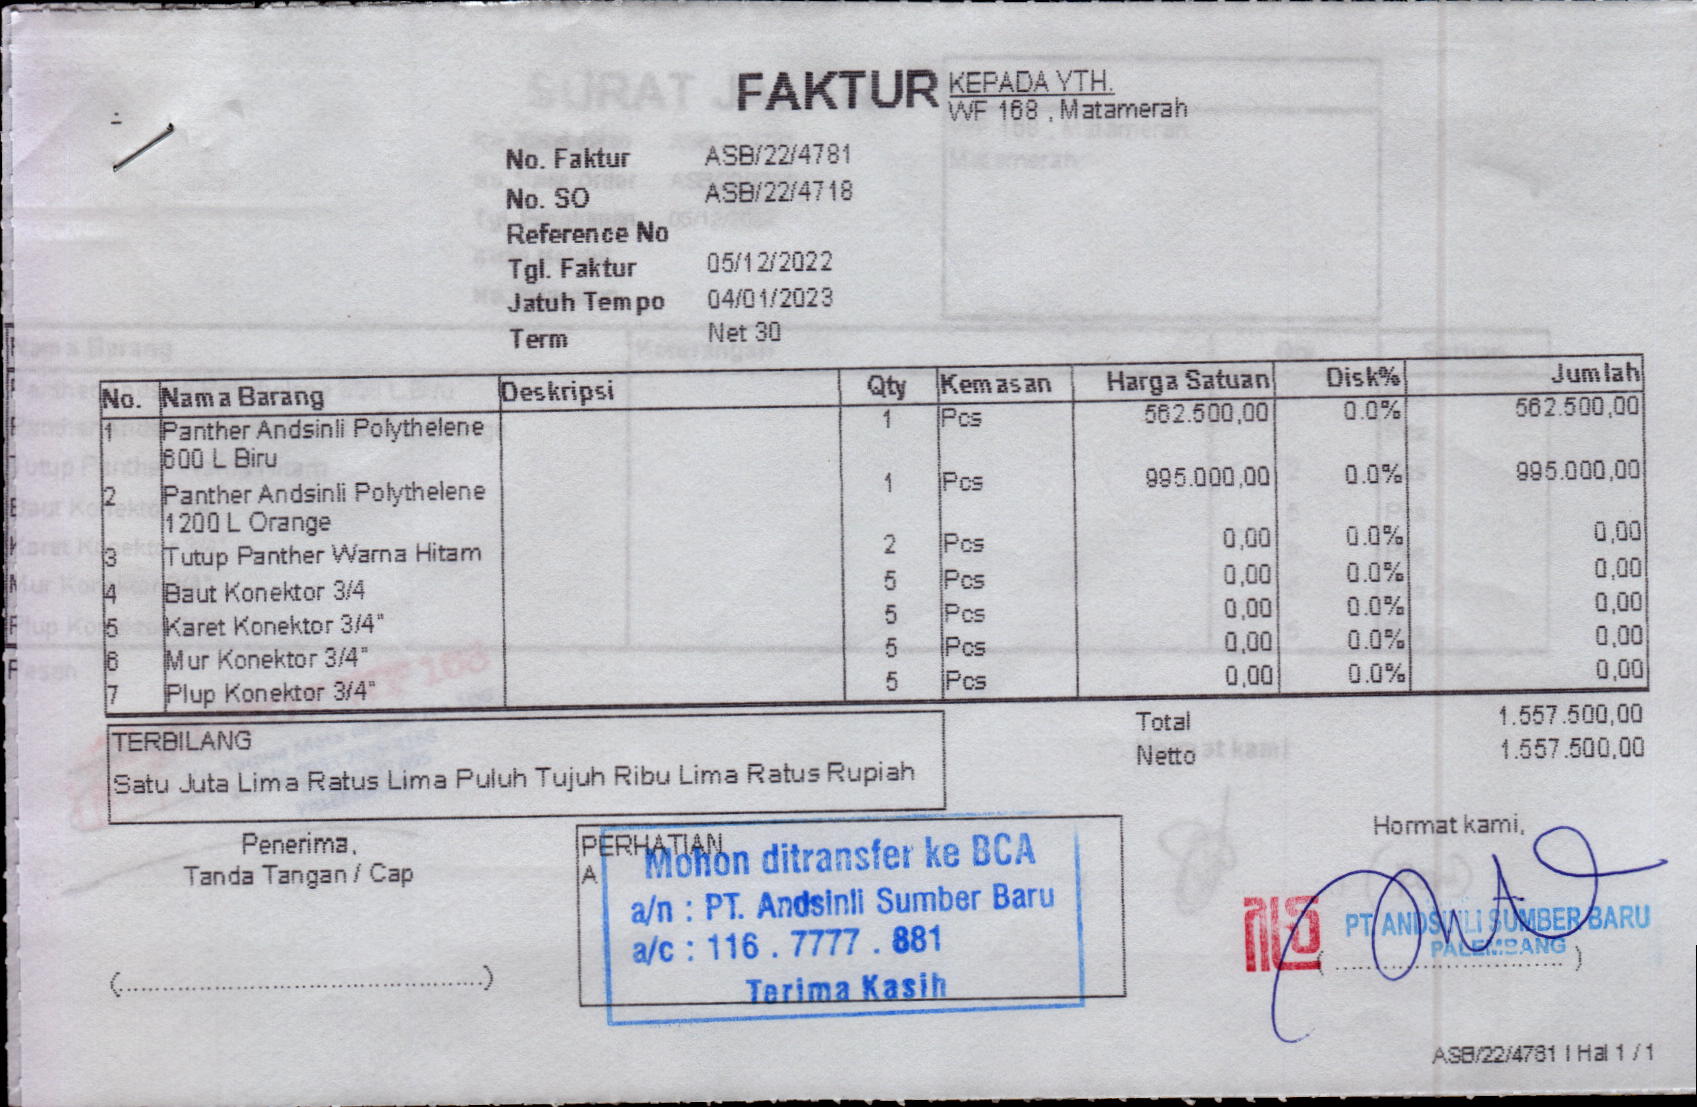 FAKTUR
KEPADA YTH.
WF 168 , Matamerah
No. Faktur ASB/22/4781
No. SO ASB/22/4718
Reference No
Tgl. Faktur 05/12/2022
Jatuh Tempo 04/01/2023
Term Net 30
No. Nama Barang Deskripsi Qty Kemasan Harga Satuan Disk% Jumlah
1 Panther Andsinli Polythelene 1 Pcs 562.500,00 0.0% 562.500,00
600 L Biru
2 Panther Andsinli Polythelene 1 Pcs 995.000,00 0.0% 995.000,00
1200 L Orange
3 Tutup Panther Warna Hitam 2 Pcs 0,00 0.0% 0,00
4 Baut Konektor 3/4 5 Pcs 0,00 0.0% 0,00
5 Karet Konektor 3/4" 5 Pcs 0,00 0.0% 0,00
6 Mur Konektor 3/4" 5 Pcs 0,00 0.0% 0,00
7 Plup Konektor 3/4" 5 Pcs 0,00 0.0% 0,00
Total 1.557.500,00
Netto 1.557.500,00
TERBILANG
Satu Juta Lima Ratus Lima Puluh Tujuh Ribu Lima Ratus Rupiah
Penerima,
Tanda Tangan / Cap
(..............................................)
PERHATIAN
A
Mohon ditransfer ke BCA
a/n : PT. Andsinli Sumber Baru
a/c : 116 . 7777 . 881
Terima Kasih
Hormat kami,
PT. ANDSINLI SUMBER BARU
PALEMBANG
( .............................. )
ASB/22/4781 I Hal 1 / 1